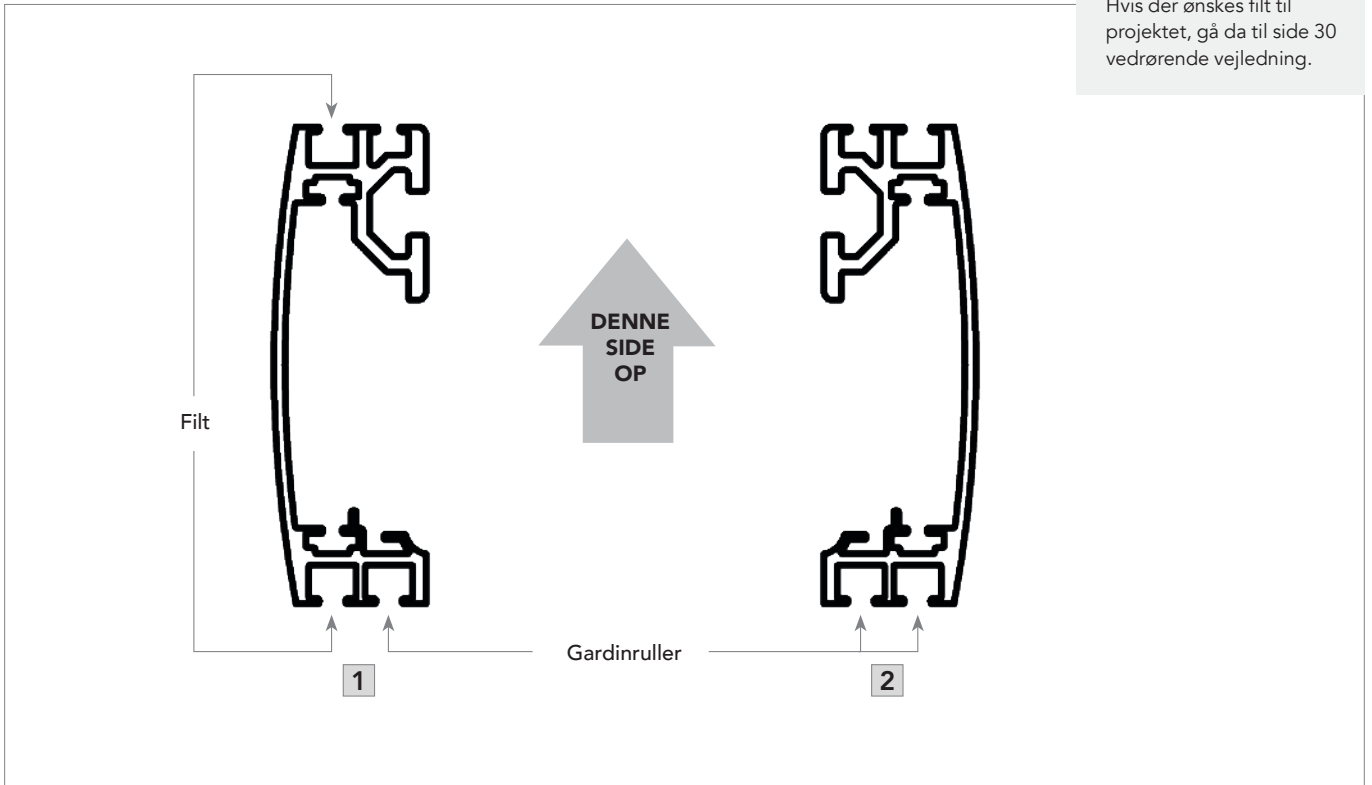 Hvis der ønskes filt til
projektet, gå da til side 30
vedrørende vejledning.
DENNE
SIDE
OP
Filt
Gardinruller
1
2